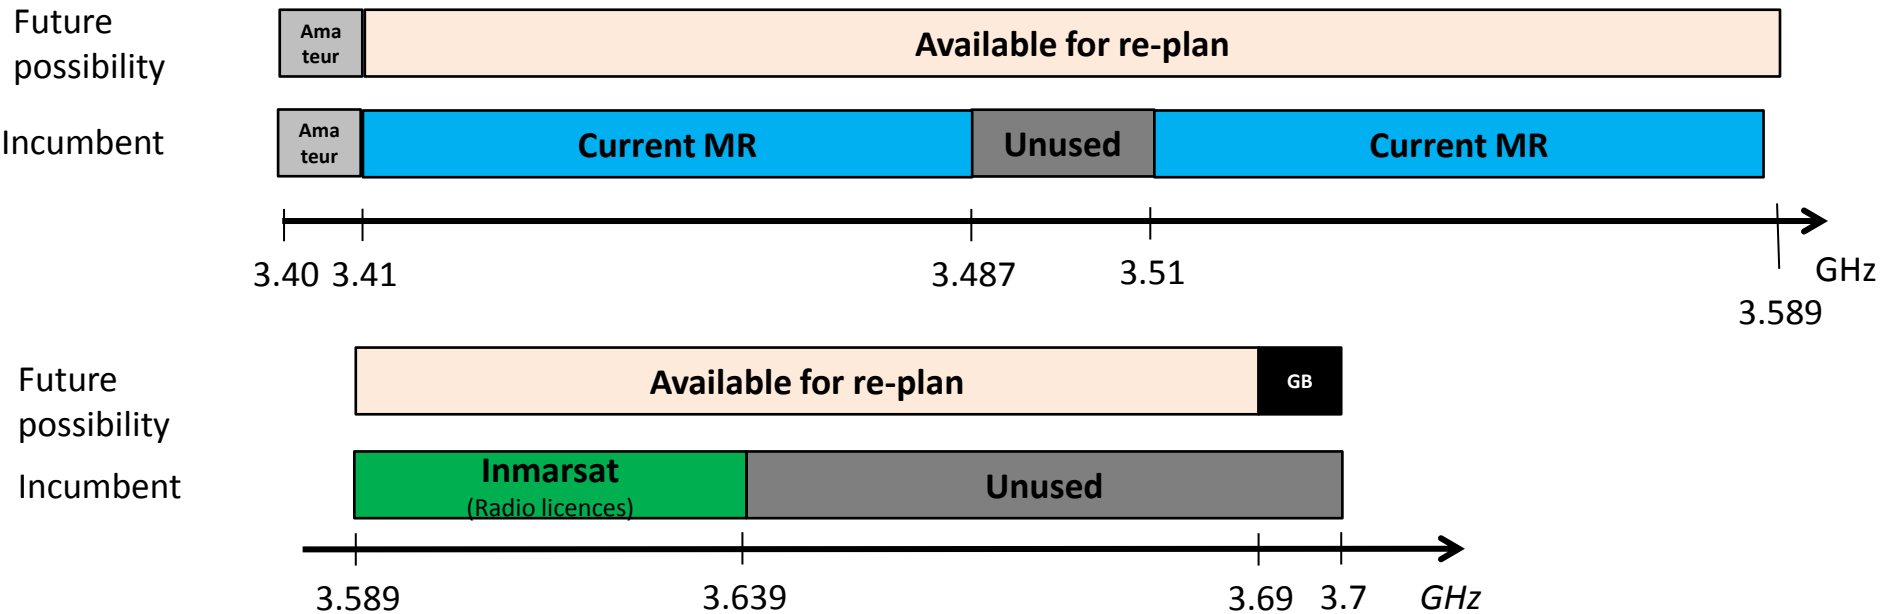 Future
possibility
Ama
teur
Available for re-plan
Incumbent
Ama
teur
Current MR
Unused
Current MR
3.40 3.41 3.487 3.51 3.589 GHz
Future
possibility
Available for re-plan
GB
Incumbent
Inmarsat
(Radio licences)
Unused
3.589 3.639 3.69 3.7 GHz